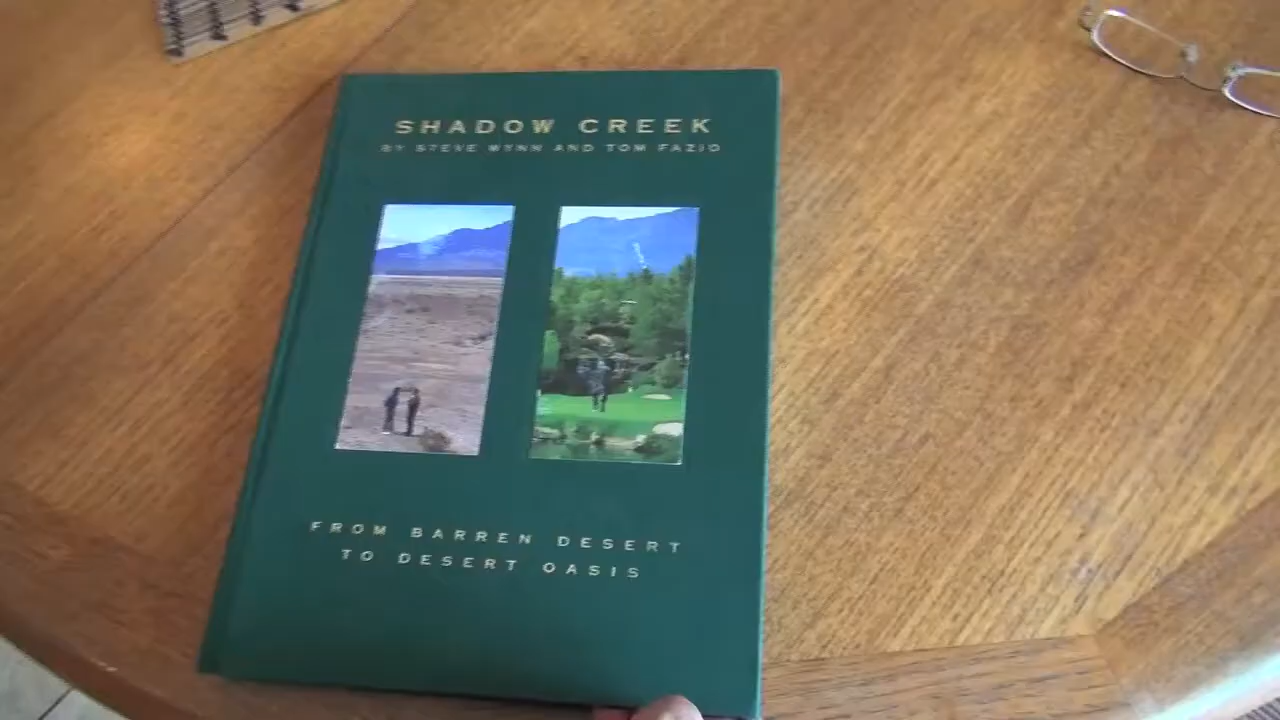 SHADOW CREEK
BY STEVE WYNN AND TOM FAZIO
FROM BARREN DESERT
TO DESERT OASIS